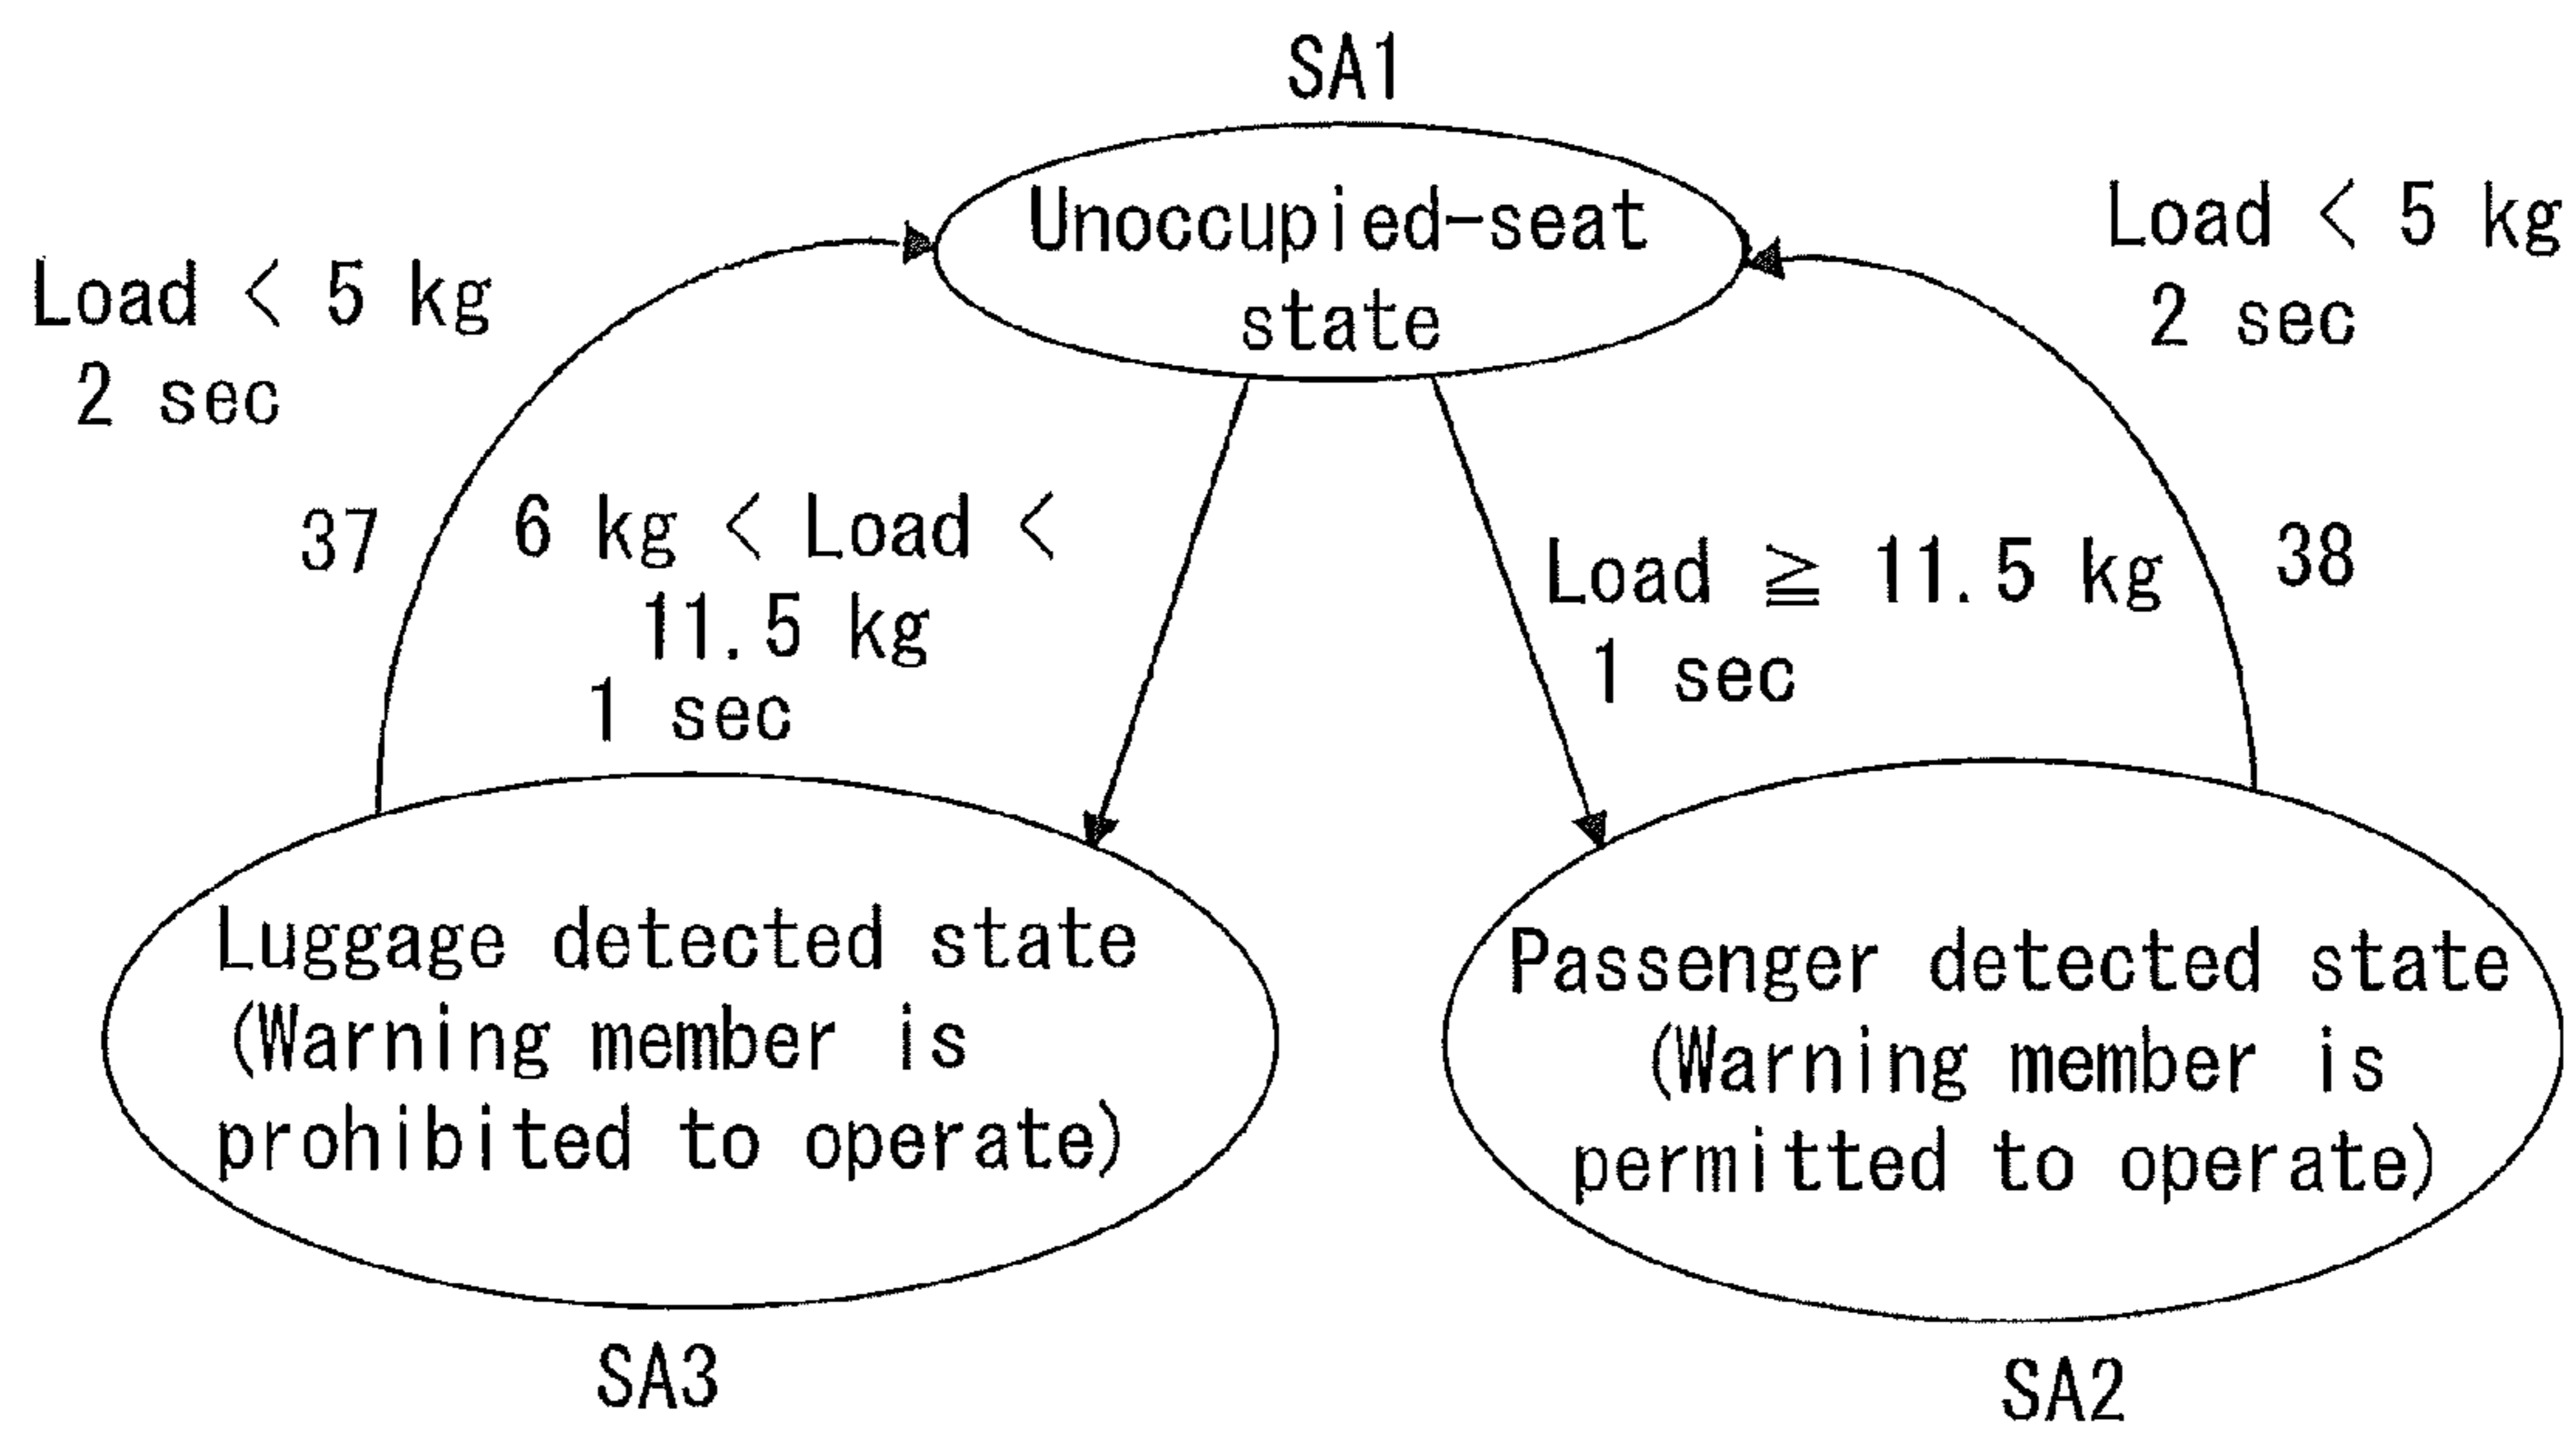 SA1
Unoccupied-seat
state
Load < 5 kg
2 sec
Load < 5 kg
2 sec
37
6 kg < Load <
11.5 kg
1 sec
Load ≧ 11.5 kg
1 sec
38
Luggage detected state
(Warning member is
prohibited to operate)
SA3
Passenger detected state
(Warning member is
permitted to operate)
SA2